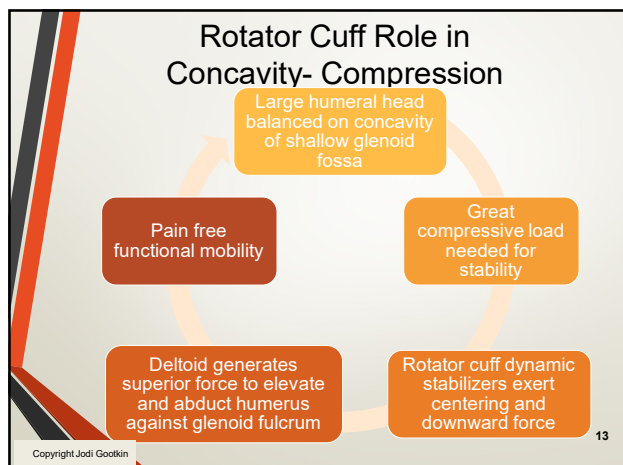 Rotator Cuff Role in
Concavity- Compression
Large humeral head
balanced on concavity
of shallow glenoid
fossa
Great
compressive load
needed for
stability
Rotator cuff dynamic
stabilizers exert
centering and
downward force
Deltoid generates
superior force to elevate
and abduct humerus
against glenoid fulcrum
Pain free
functional mobility
13
Copyright Jodi Gootkin